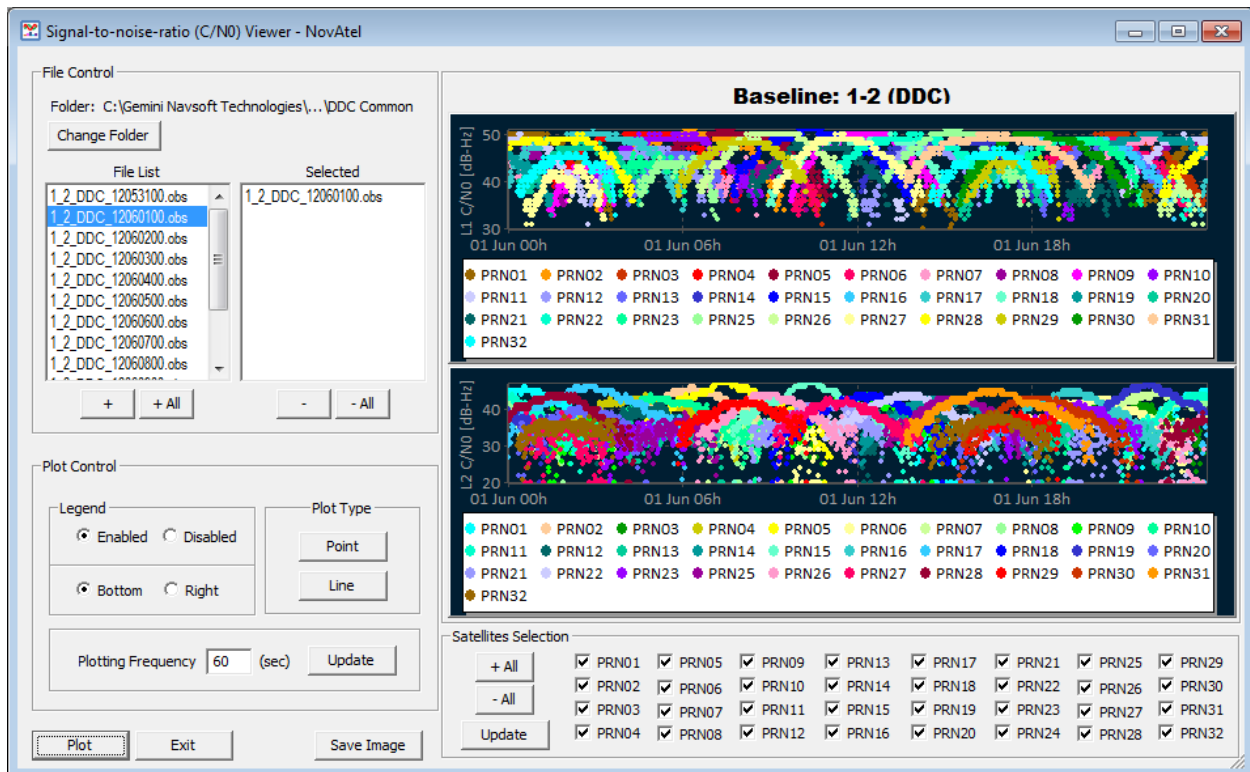 Signal-to-noise-ratio (C/N0) Viewer - NovAtel
File Control
Folder: C:\Gemini Navsoft Technologies\...\DDC Common
Change Folder
File List
Selected
1_2_DDC_12053100.obs
1_2_DDC_12060100.obs
1_2_DDC_12060200.obs
1_2_DDC_12060300.obs
1_2_DDC_12060400.obs
1_2_DDC_12060500.obs
1_2_DDC_12060600.obs
1_2_DDC_12060700.obs
1_2_DDC_12060800.obs
1_2_DDC_12060100.obs
+ + All - - All
Plot Control
Legend
Enabled Disabled
Bottom Right
Plot Type
Point
Line
Plotting Frequency 60 (sec) Update
Plot Exit Save Image
Baseline: 1-2 (DDC)
L1 C/N0 [dB-Hz]
50
40
30
01 Jun 00h 01 Jun 06h 01 Jun 12h 01 Jun 18h
PRN01 PRN02 PRN03 PRN04 PRN05 PRN06 PRN07 PRN08 PRN09 PRN10
PRN11 PRN12 PRN13 PRN14 PRN15 PRN16 PRN17 PRN18 PRN19 PRN20
PRN21 PRN22 PRN23 PRN25 PRN26 PRN27 PRN28 PRN29 PRN30 PRN31
PRN32
L2 C/N0 [dB-Hz]
40
30
20
01 Jun 00h 01 Jun 06h 01 Jun 12h 01 Jun 18h
PRN01 PRN02 PRN03 PRN04 PRN05 PRN06 PRN07 PRN08 PRN09 PRN10
PRN11 PRN12 PRN13 PRN14 PRN15 PRN16 PRN17 PRN18 PRN19 PRN20
PRN21 PRN22 PRN23 PRN25 PRN26 PRN27 PRN28 PRN29 PRN30 PRN31
PRN32
Satellites Selection
+ All
- All
Update
PRN01 PRN05 PRN09 PRN13 PRN17 PRN21 PRN25 PRN29
PRN02 PRN06 PRN10 PRN14 PRN18 PRN22 PRN26 PRN30
PRN03 PRN07 PRN11 PRN15 PRN19 PRN23 PRN27 PRN31
PRN04 PRN08 PRN12 PRN16 PRN20 PRN24 PRN28 PRN32